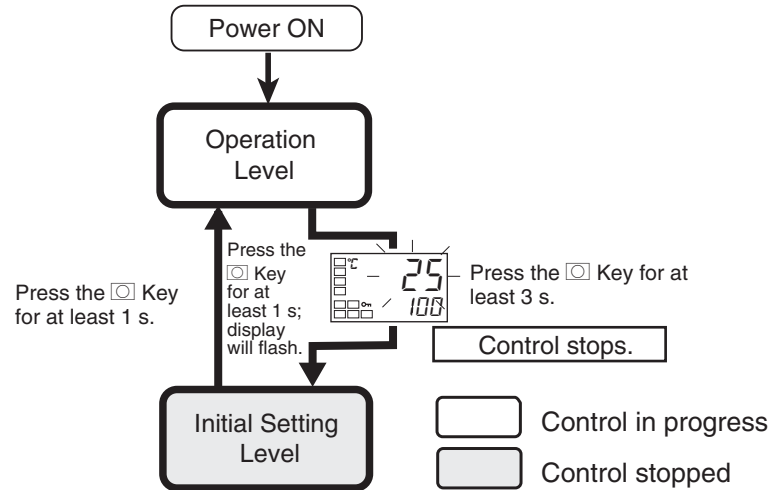 Power ON
Operation
Level
Press the
O Key
for at
least 1 s;
display
will flash.
°C
25
100
Press the O Key for at
least 3 s.
Press the O Key
for at least 1 s.
Control stops.
Initial Setting
Level
Control in progress
Control stopped